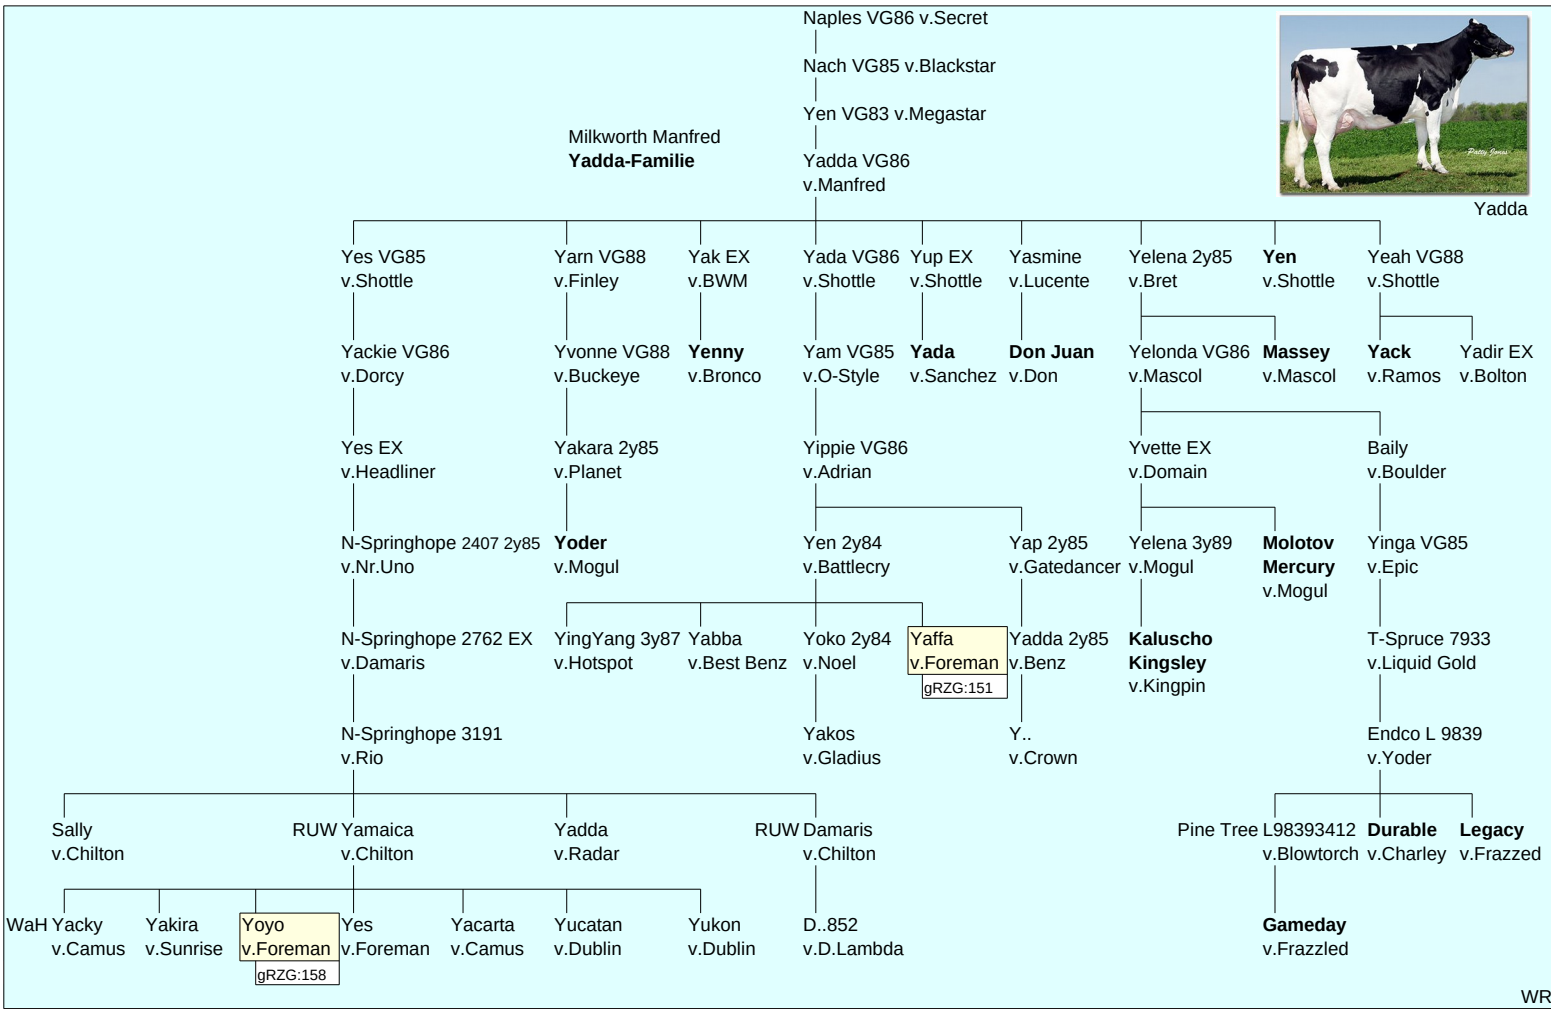 Naples VG86 v.Secret
Nach VG85 v.Blackstar
Yen VG83 v.Megastar
Milkworth Manfred
Yadda-Familie
Yadda VG86
v.Manfred
-Patty Jones-
Yadda
Yes VG85 Yarn VG88 Yak EX Yada VG86 Yup EX Yasmine Yelena 2y85 Yen Yeah VG88
v.Shottle v.Finley v.BWM v.Shottle v.Shottle v.Lucente v.Bret v.Shottle v.Shottle
Yackie VG86 Yvonne VG88 Yenny Yam VG85 Yada Don Juan Yelonda VG86 Massey Yack Yadir EX
v.Dorcy v.Buckeye v.Bronco v.O-Style v.Sanchez v.Don v.Mascol v.Mascol v.Ramos v.Bolton
Yes EX Yakara 2y85 Yippie VG86 Yvette EX Baily
v.Headliner v.Planet v.Adrian v.Domain v.Boulder
N-Springhope 2407 2y85 Yoder Yen 2y84 Yap 2y85 Yelena 3y89 Molotov Yinga VG85
v.Nr.Uno v.Mogul v.Battlecry v.Gatedancer v.Mogul Mercury v.Epic
v.Mogul
N-Springhope 2762 EX YingYang 3y87 Yabba Yoko 2y84 Yaffa Yadda 2y85 Kaluscho T-Spruce 7933
v.Damaris v.Hotspot v.Best Benz v.Noel v.Foreman v.Benz Kingsley v.Liquid Gold
gRZG:151 v.Kingpin
N-Springhope 3191 Yakos Y.. Endco L 9839
v.Rio v.Gladius v.Crown v.Yoder
Sally RUW Yamaica Yadda RUW Damaris Pine Tree L98393412 Durable Legacy
v.Chilton v.Chilton v.Radar v.Chilton v.Blowtorch v.Charley v.Frazzed
WaH Yacky Yakira Yoyo Yes Yacarta Yucatan Yukon D..852 Gameday
v.Camus v.Sunrise v.Foreman v.Foreman v.Camus v.Dublin v.Dublin v.D.Lambda v.Frazzled
gRZG:158
WR